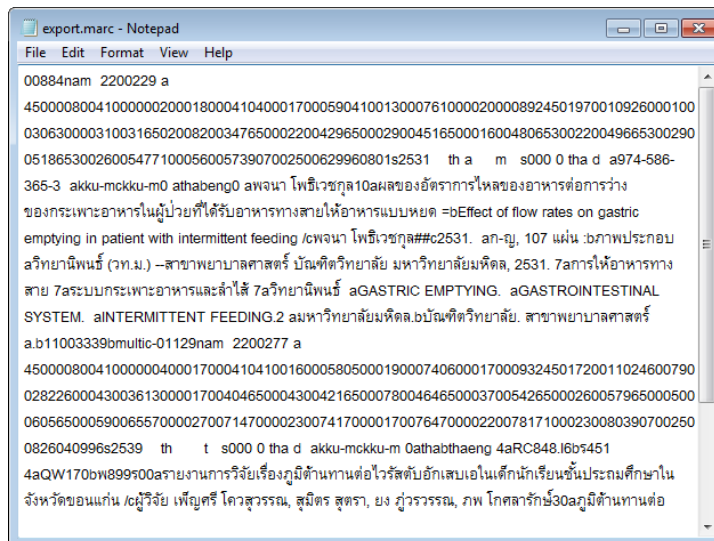 export.marc - Notepad
File Edit Format View Help
00884nam 2200229 a
45000080041000000200018000410400017000590410013000761000020000892450197001092600010 0
0306300003100316502008200347650002200429650002900451650001600480653002200496653002 90
0518653002600547710005600573907002500629960801s2531 th a m s000 0 tha d a974-586-
365-3 akku-mckku-m0 athabeng0 aพจนา โพธิเวชกุล10aผลของอัตราการไหลของอาหารต่อการว่าง
ของกระเพาะอาหารในผู้ป่วยที่ได้รับอาหารทางสายให้อาหารแบบหยด =bEffect of flow rates on gastric
emptying in patient with intermittent feeding /cพจนา โพธิเวชกุล##c2531. aก-ญ, 107 แผ่น :bภาพประกอบ
aวิทยานิพนธ์ (วท.ม.) --สาขาพยาบาลศาสตร์ บัณฑิตวิทยาลัย มหาวิทยาลัยมหิดล, 2531. 7aการให้อาหารทาง
สาย 7aระบบกระเพาะอาหารและลำไส้ 7aวิทยานิพนธ์ aGASTRIC EMPTYING. aGASTROINTESTINAL
SYSTEM. aINTERMITTENT FEEDING.2 aมหาวิทยาลัยมหิดล.bบัณฑิตวิทยาลัย. สาขาพยาบาลศาสตร์
a.b11003339bmultic-01129nam 2200277 a
4500008004100000040001700041041001600058050001900074060001700093245017200110246007 90
0282260004300361300001700404650004300421650007800464650003700542650002600579650005 00
0605650005900655700002700714700002300741700001700764700002200781710002300803907002 50
0826040996s2539 th t s000 0 tha d akku-mckku-m 0athabthaeng 4aRC848.I6bร451
4aQW170bพ899ร00aรายงานการวิจัยเรื่องภูมิต้านทานต่อไวรัสตับอักเสบเอในเด็กนักเรียนชั้นประถมศึกษาใน
จังหวัดขอนแก่น /cผู้วิจัย เพ็ญศรี โควสุวรรณ, สุมิตร สุตรา, ยง ภู่วรวรรณ, ภพ โกศลารักษ์30aภูมิต้านทานต่อ